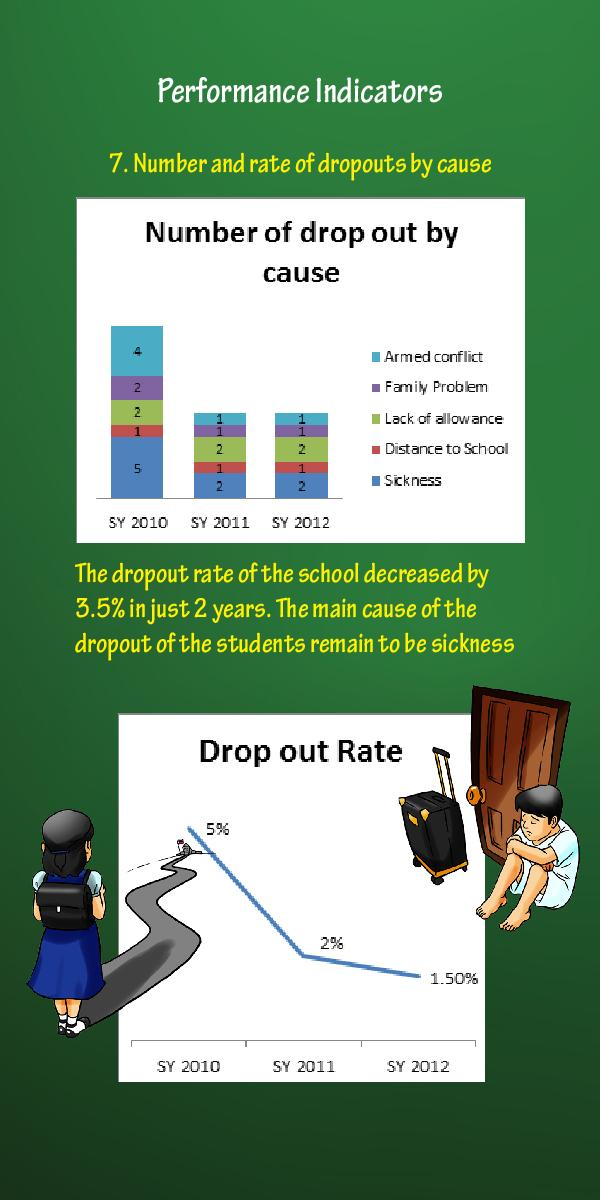 Performance Indicators
7. Number and rate of dropouts by cause
Number of drop out by
cause
4
2
2
1
5
1
1
2
1
2
1
1
2
1
2
Armed conflict
Family Problem
Lack of allowance
Distance to School
Sickness
SY 2010 SY 2011 SY 2012
The dropout rate of the school decreased by
3.5% in just 2 years. The main cause of the
dropout of the students remain to be sickness
Drop out Rate
5%
2%
1.50%
SY 2010 SY 2011 SY 2012